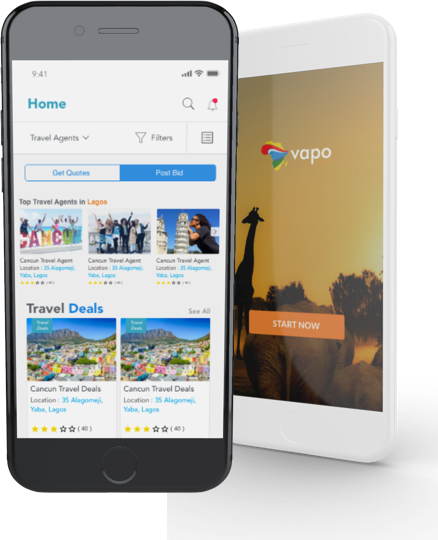 9:41
Home
Travel Agents
Filters
Get Quotes
Post Bid
Top Travel Agents in Lagos
CANCUN
Cancun Travel Agent
Location : 35 Alagomeji,
Yaba, Lagos
Cancun Travel Agent
Location : 35 Alagomeji,
Yaba, Lagos
Cancun Travel Agent
Location : 35 Alagomeji,
Yaba, Lagos
Travel Deals
See All
Travel
Deals
Cancun Travel Deals
Location : 35 Alagomeji,
Yaba, Lagos
( 40 )
Travel
Deals
Cancun Travel Deals
Location : 35 Alagomeji,
Yaba, Lagos
( 40 )
vapo
START NOW